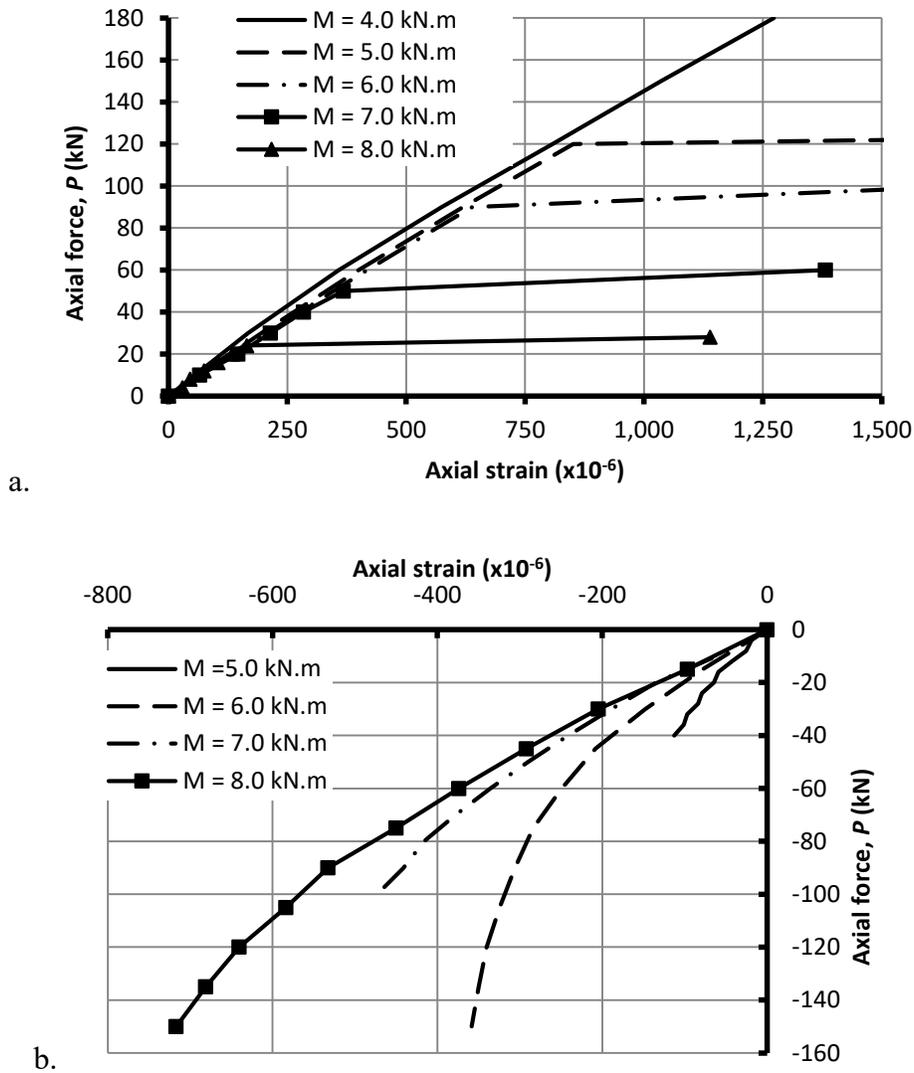 180
160
140
120
100
80
60
40
20
0
Axial force, P (kN)
M = 4.0 kN.m
M = 5.0 kN.m
M = 6.0 kN.m
M = 7.0 kN.m
M = 8.0 kN.m
0 250 500 750 1,000 1,250 1,500
Axial strain (x10-6)
a.
Axial strain (x10-6)
-800 -600 -400 -200 0
M =5.0 kN.m
M = 6.0 kN.m
M = 7.0 kN.m
M = 8.0 kN.m
0
-20
-40
-60
-80
-100
-120
-140
-160
Axial force, P (kN)
b.